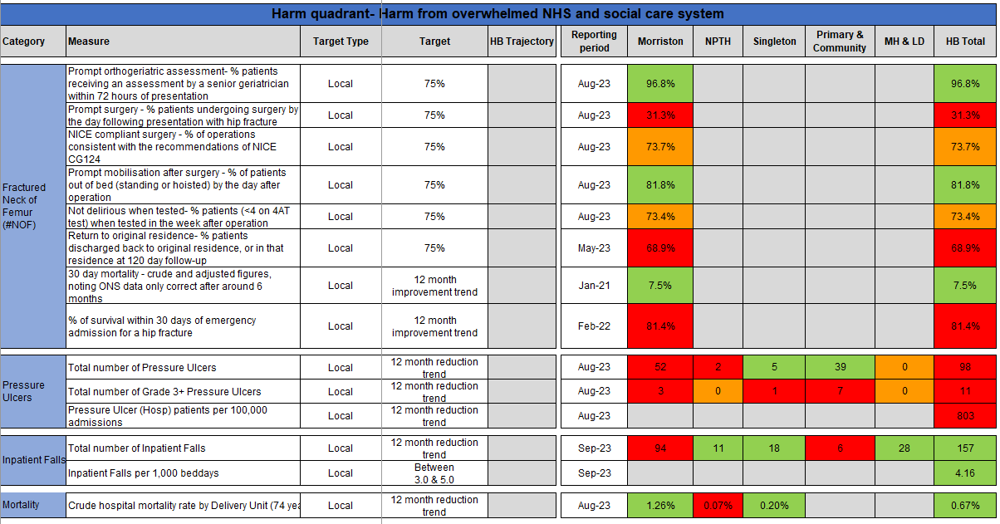 Harm quadrant- Harm from overwhelmed NHS and social care system
Category Measure Target Type Target HB Trajectory Reporting period Morriston NPTH Singleton Primary & Community MH & LD HB Total
Fractured Neck of Femur (#NOF)
Prompt orthogeriatric assessment- % patients receiving an assessment by a senior geriatrician within 72 hours of presentation Local 75% Aug-23 96.8% 96.8%
Prompt surgery - % patients undergoing surgery by the day following presentation with hip fracture Local 75% Aug-23 31.3% 31.3%
NICE compliant surgery - % of operations consistent with the recommendations of NICE CG124 Local 75% Aug-23 73.7% 73.7%
Prompt mobilisation after surgery - % of patients out of bed (standing or hoisted) by the day after operation Local 75% Aug-23 81.8% 81.8%
Not delirious when tested- % patients (<4 on 4AT test) when tested in the week after operation Local 75% Aug-23 73.4% 73.4%
Return to original residence- % patients discharged back to original residence, or in that residence at 120 day follow-up Local 75% May-23 68.9% 68.9%
30 day mortality - crude and adjusted figures, noting ONS data only correct after around 6 months Local 12 month improvement trend Jan-21 7.5% 7.5%
% of survival within 30 days of emergency admission for a hip fracture Local 12 month improvement trend Feb-22 81.4% 81.4%
Pressure Ulcers
Total number of Pressure Ulcers Local 12 month reduction trend Aug-23 52 2 5 39 0 98
Total number of Grade 3+ Pressure Ulcers Local 12 month reduction trend Aug-23 3 0 1 7 0 11
Pressure Ulcer (Hosp) patients per 100,000 admissions Local 12 month reduction trend Aug-23 803
Inpatient Falls
Total number of Inpatient Falls Local 12 month reduction trend Sep-23 94 11 18 6 28 157
Inpatient Falls per 1,000 beddays Local Between 3.0 & 5.0 Sep-23 4.16
Mortality
Crude hospital mortality rate by Delivery Unit (74 yea Local 12 month reduction trend Aug-23 1.26% 0.07% 0.20% 0.67%